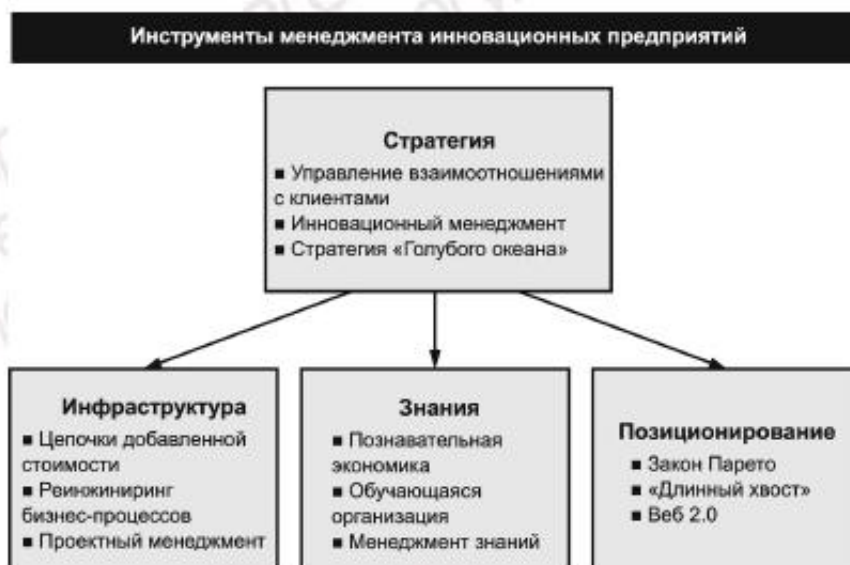 Инструменты менеджмента инновационных предприятий
Стратегия
■ Управление взаимоотношениями
с клиентами
■ Инновационный менеджмент
■ Стратегия «Голубого океана»
Инфраструктура
■ Цепочки добавленной
стоимости
■ Реинжиниринг
бизнес-процессов
■ Проектный менеджмент
Знания
■ Познавательная
экономика
■ Обучающаяся
организация
■ Менеджмент знаний
Позиционирование
■ Закон Парето
■ «Длинный хвост»
■ Веб 2.0